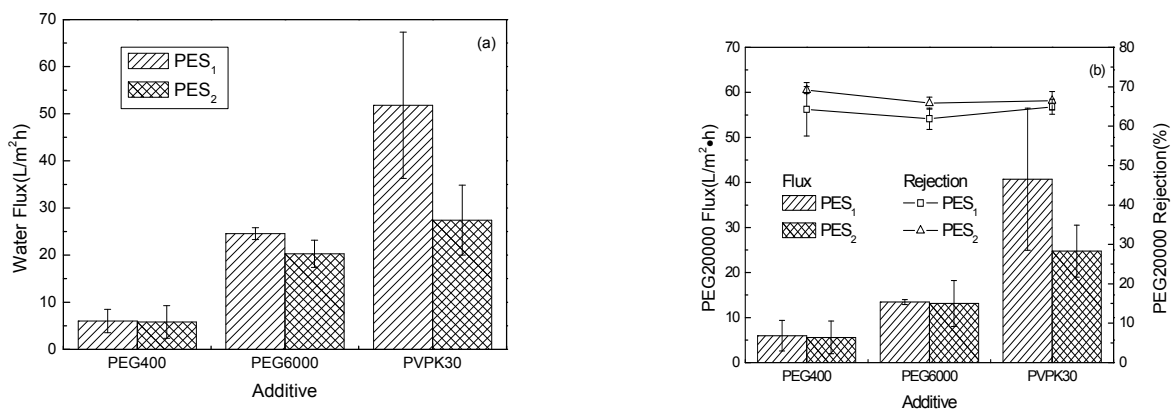 (a)
PES₁
PES₂
Water Flux(L/m²h)
70
60
50
40
30
20
10
0
PEG400 PEG6000 PVPK30
Additive
(b)
PEG20000 Flux(L/m²•h)
70
60
50
40
30
20
10
0
Flux Rejection
PES₁ PES₁
PES₂ PES₂
80
70
60
50
40
30
20
10
0
PEG20000 Rejection(%)
PEG400 PEG6000 PVPK30
Additive